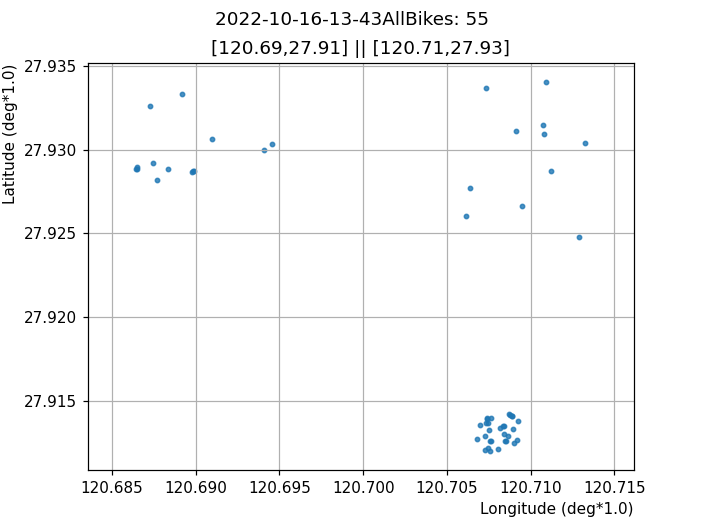 2022-10-16-13-43AllBikes: 55
[120.69,27.91] || [120.71,27.93]
Latitude (deg*1.0)
27.935
27.930
27.925
27.920
27.915
120.685 120.690 120.695 120.700 120.705 120.710 120.715
Longitude (deg*1.0)